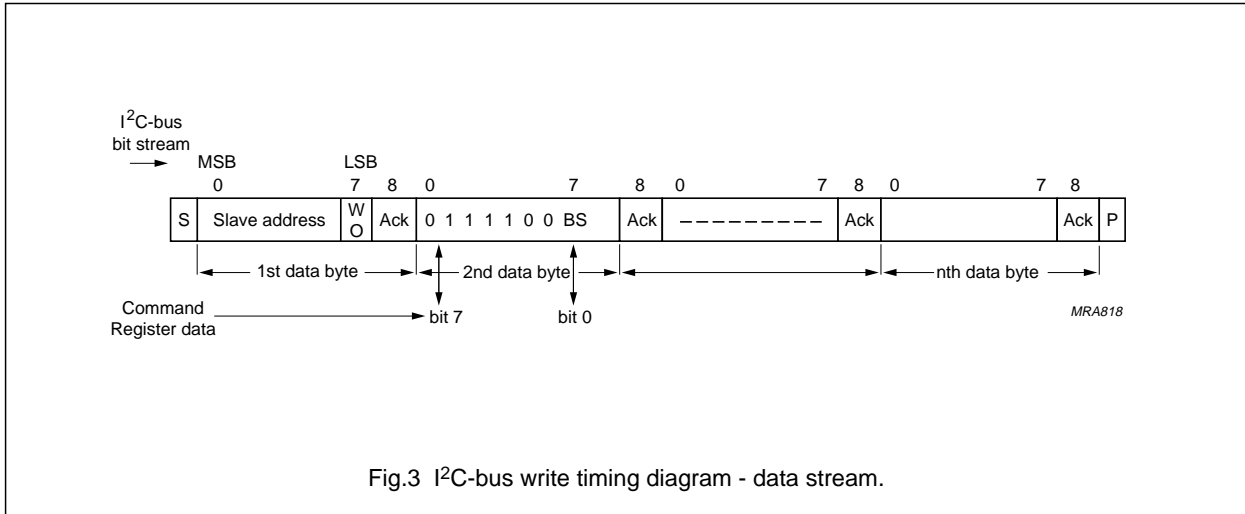 I²C-bus
bit stream
MSB LSB
0 7 8 0 7 8 0 7 8 0 7 8
S Slave address W O Ack 0 1 1 1 1 0 0 BS Ack Ack Ack P
1st data byte 2nd data byte nth data byte
Command
Register data
bit 7 bit 0
MRA818
Fig.3 I²C-bus write timing diagram - data stream.